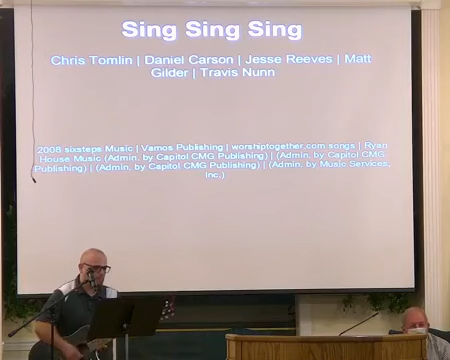 Sing Sing Sing
Chris Tomlin | Daniel Carson | Jesse Reeves | Matt
Gilder | Travis Nunn
2008 sixsteps Music | Vamos Publishing | worshiptogether.com songs | Ryan
House Music (Admin. by Capitol CMG Publishing) | (Admin. by Capitol CMG
Publishing) | (Admin. by Capitol CMG Publishing) | (Admin. by Music Services,
Inc.)